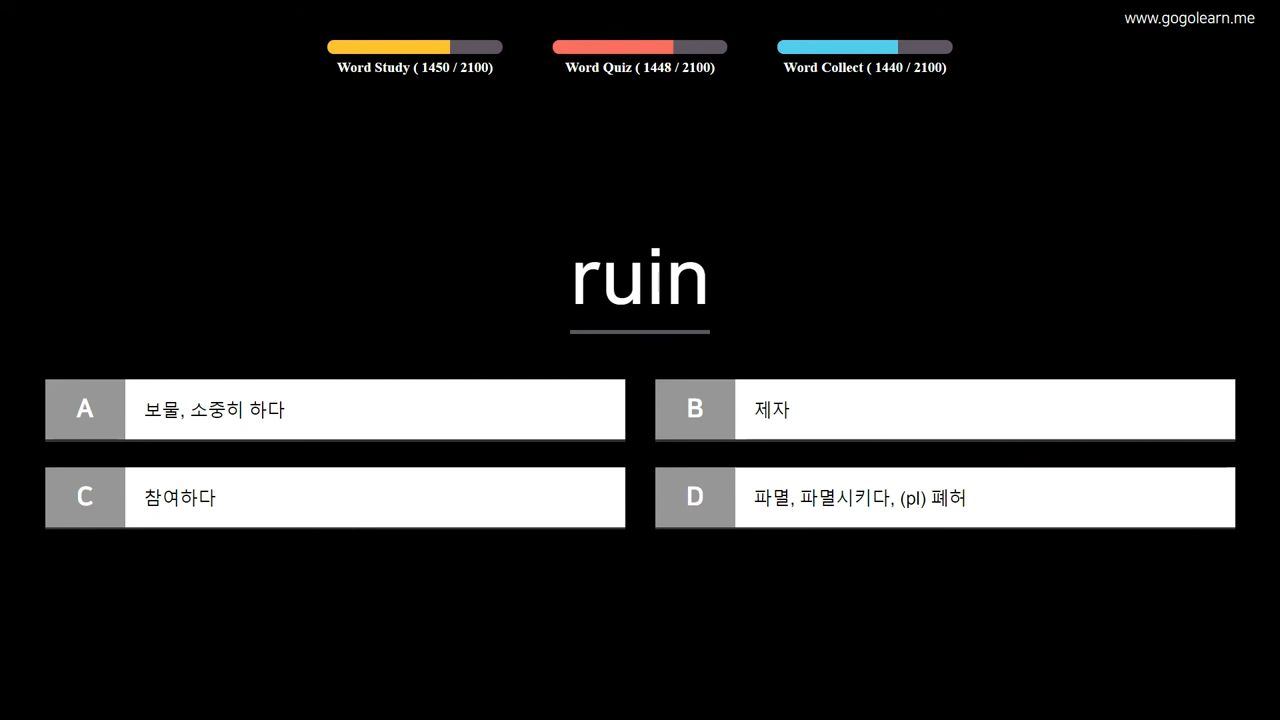 www.gogolearn.me
Word Study ( 1450 / 2100)
Word Quiz ( 1448 / 2100)
Word Collect ( 1440 / 2100)
ruin
A 보물, 소중히 하다
B 제자
C 참여하다
D 파멸, 파멸시키다, (pl) 폐허